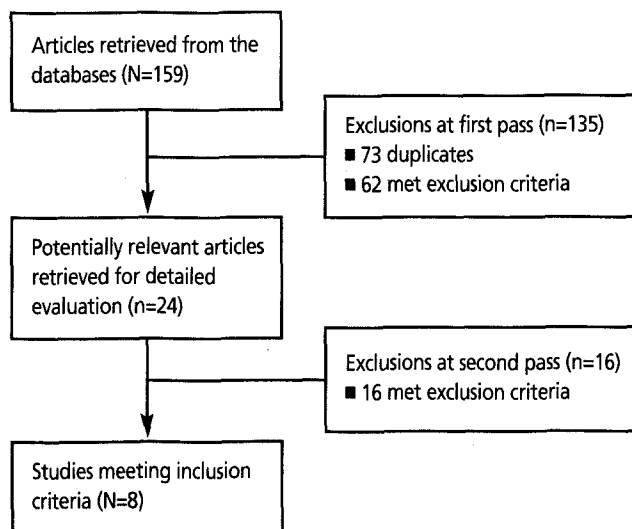 Articles retrieved from the
databases (N=159)
Exclusions at first pass (n=135)
■ 73 duplicates
■ 62 met exclusion criteria
Potentially relevant articles
retrieved for detailed
evaluation (n=24)
Exclusions at second pass (n=16)
■ 16 met exclusion criteria
Studies meeting inclusion
criteria (N=8)